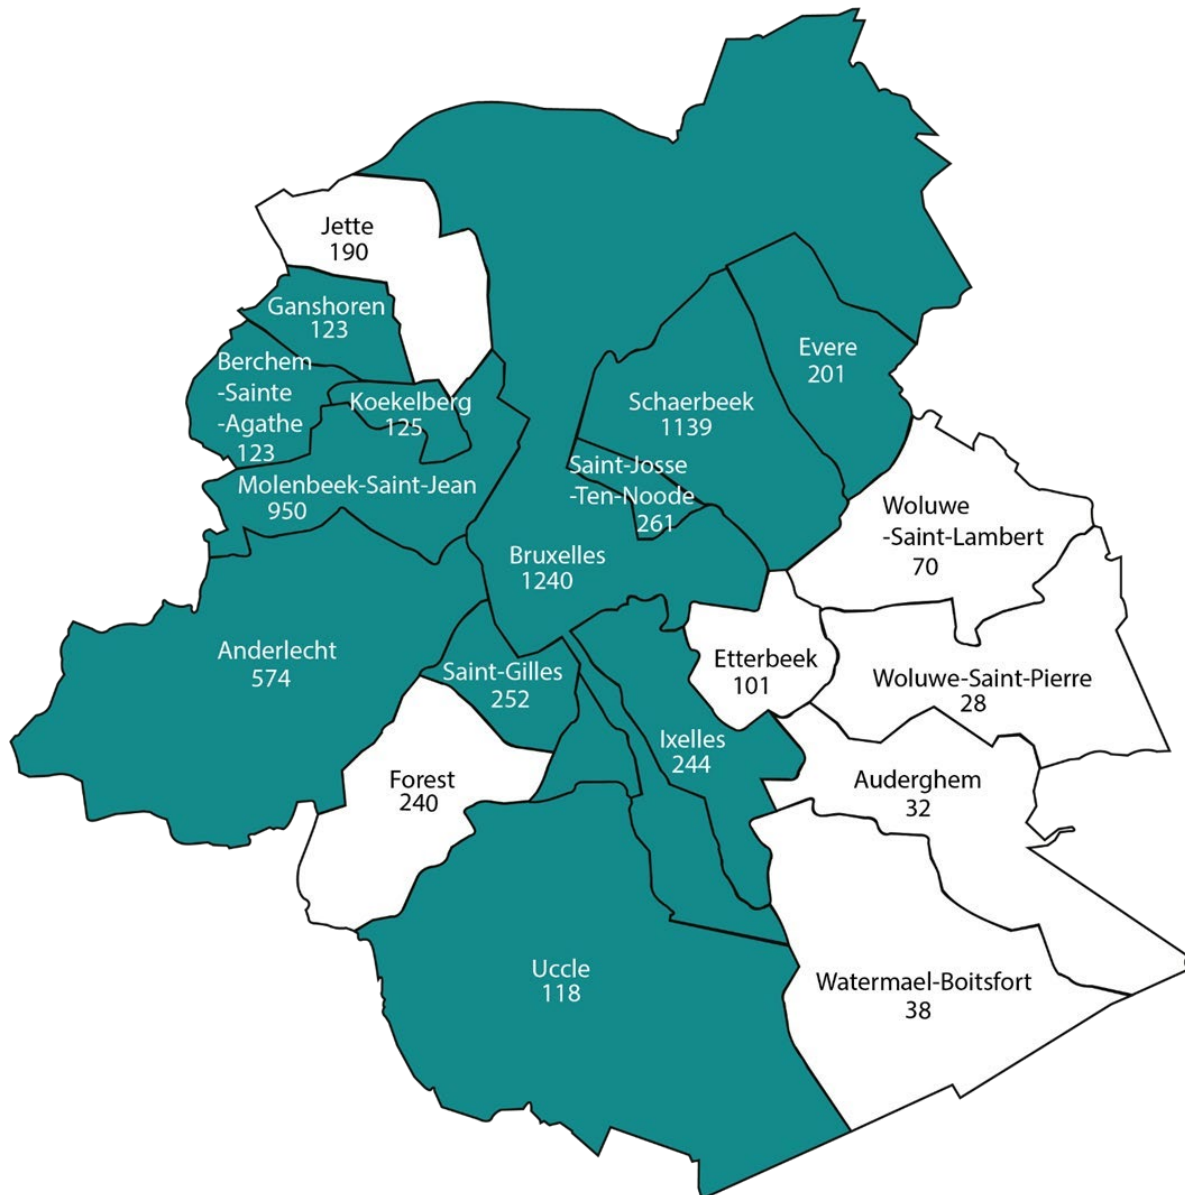 Jette
190
Ganshoren
123
Berchem
-Sainte
-Agathe
123
Koekelberg
125
Molenbeek-Saint-Jean
950
Evere
201
Schaerbeek
1139
Saint-Josse
-Ten-Noode
261
Bruxelles
1240
Woluwe
-Saint-Lambert
70
Anderlecht
574
Saint-Gilles
252
Etterbeek
101
Woluwe-Saint-Pierre
28
Ixelles
244
Forest
240
Auderghem
32
Uccle
118
Watermael-Boitsfort
38